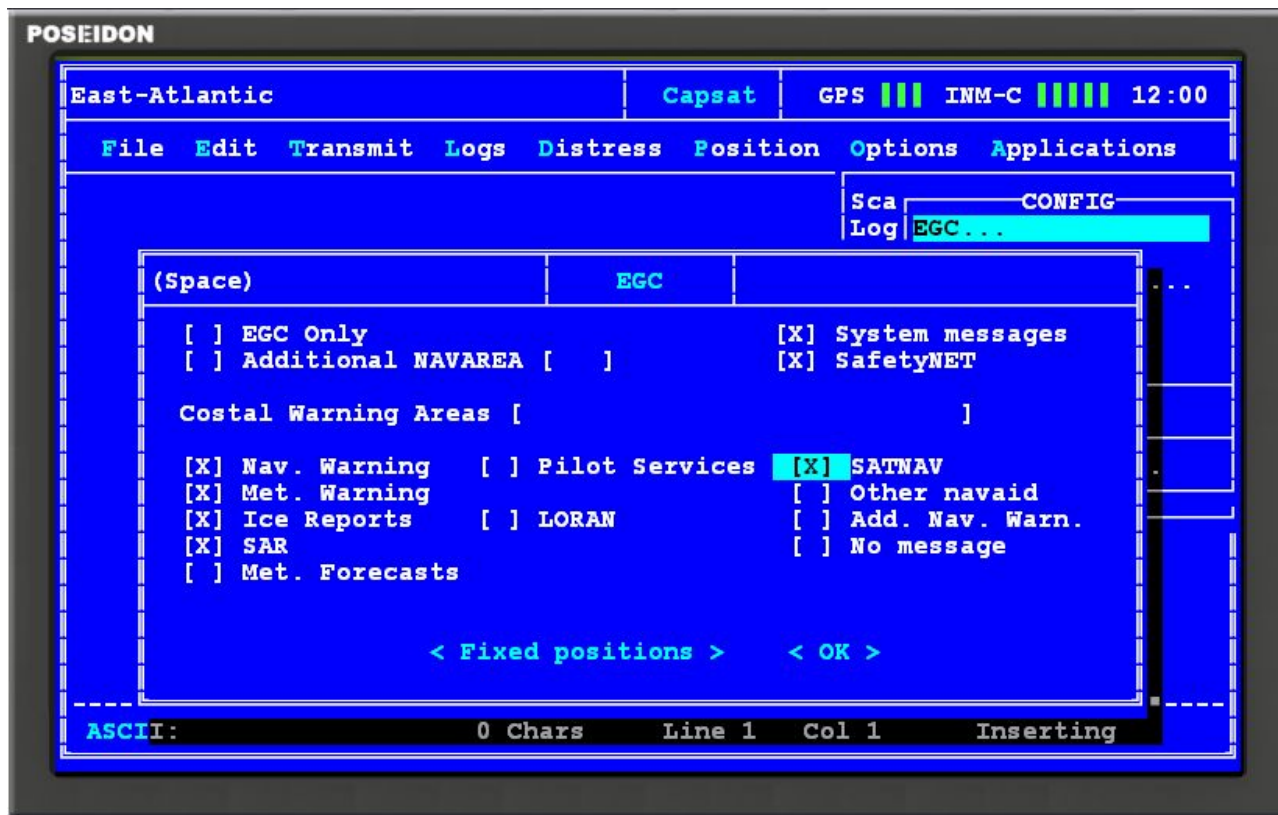 POSEIDON
East-Atlantic Capsat GPS INM-C 12:00
File Edit Transmit Logs Distress Position Options Applications
Sca CONFIG
Log EGC...
(Space) EGC ...
[ ] EGC Only [X] System messages
[ ] Additional NAVAREA [ ] [X] SafetyNET
Costal Warning Areas [ ]
[X] Nav. Warning [ ] Pilot Services [X] SATNAV .
[X] Met. Warning [ ] Other navaid
[X] Ice Reports [ ] LORAN [ ] Add. Nav. Warn.
[X] SAR [ ] No message
[ ] Met. Forecasts
< Fixed positions > < OK >
ASCII: 0 Chars Line 1 Col 1 Inserting